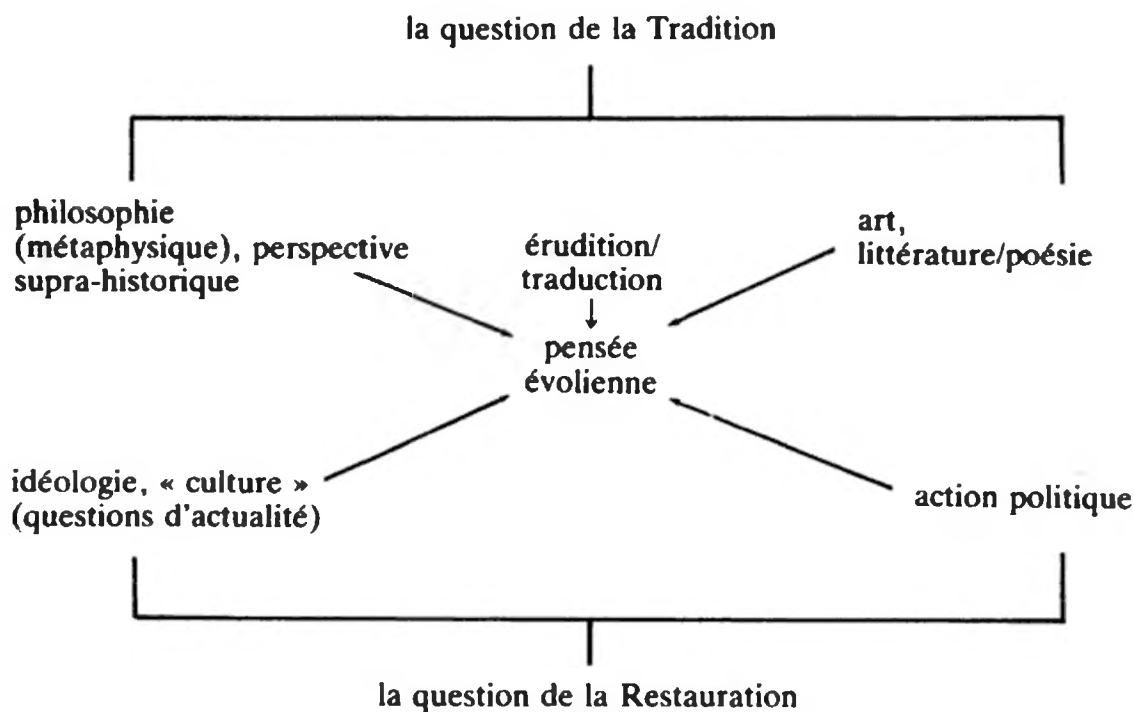 la question de la Tradition
philosophie
(métaphysique), perspective
supra-historique
érudition/
traduction
art,
littérature/poésie
pensée
évolienne
idéologie, « culture »
(questions d'actualité)
action politique
la question de la Restauration